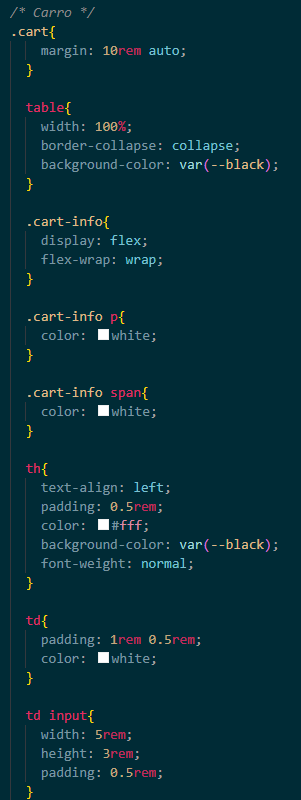 /* Carro */
.cart{
margin: 10rem auto;
}
table{
width: 100%;
border-collapse: collapse;
background-color: var(--black);
}
.cart-info{
display: flex;
flex-wrap: wrap;
}
.cart-info p{
color: white;
}
.cart-info span{
color: white;
}
th{
text-align: left;
padding: 0.5rem;
color: #fff;
background-color: var(--black);
font-weight: normal;
}
td{
padding: 1rem 0.5rem;
color: white;
}
td input{
width: 5rem;
height: 3rem;
padding: 0.5rem;
}